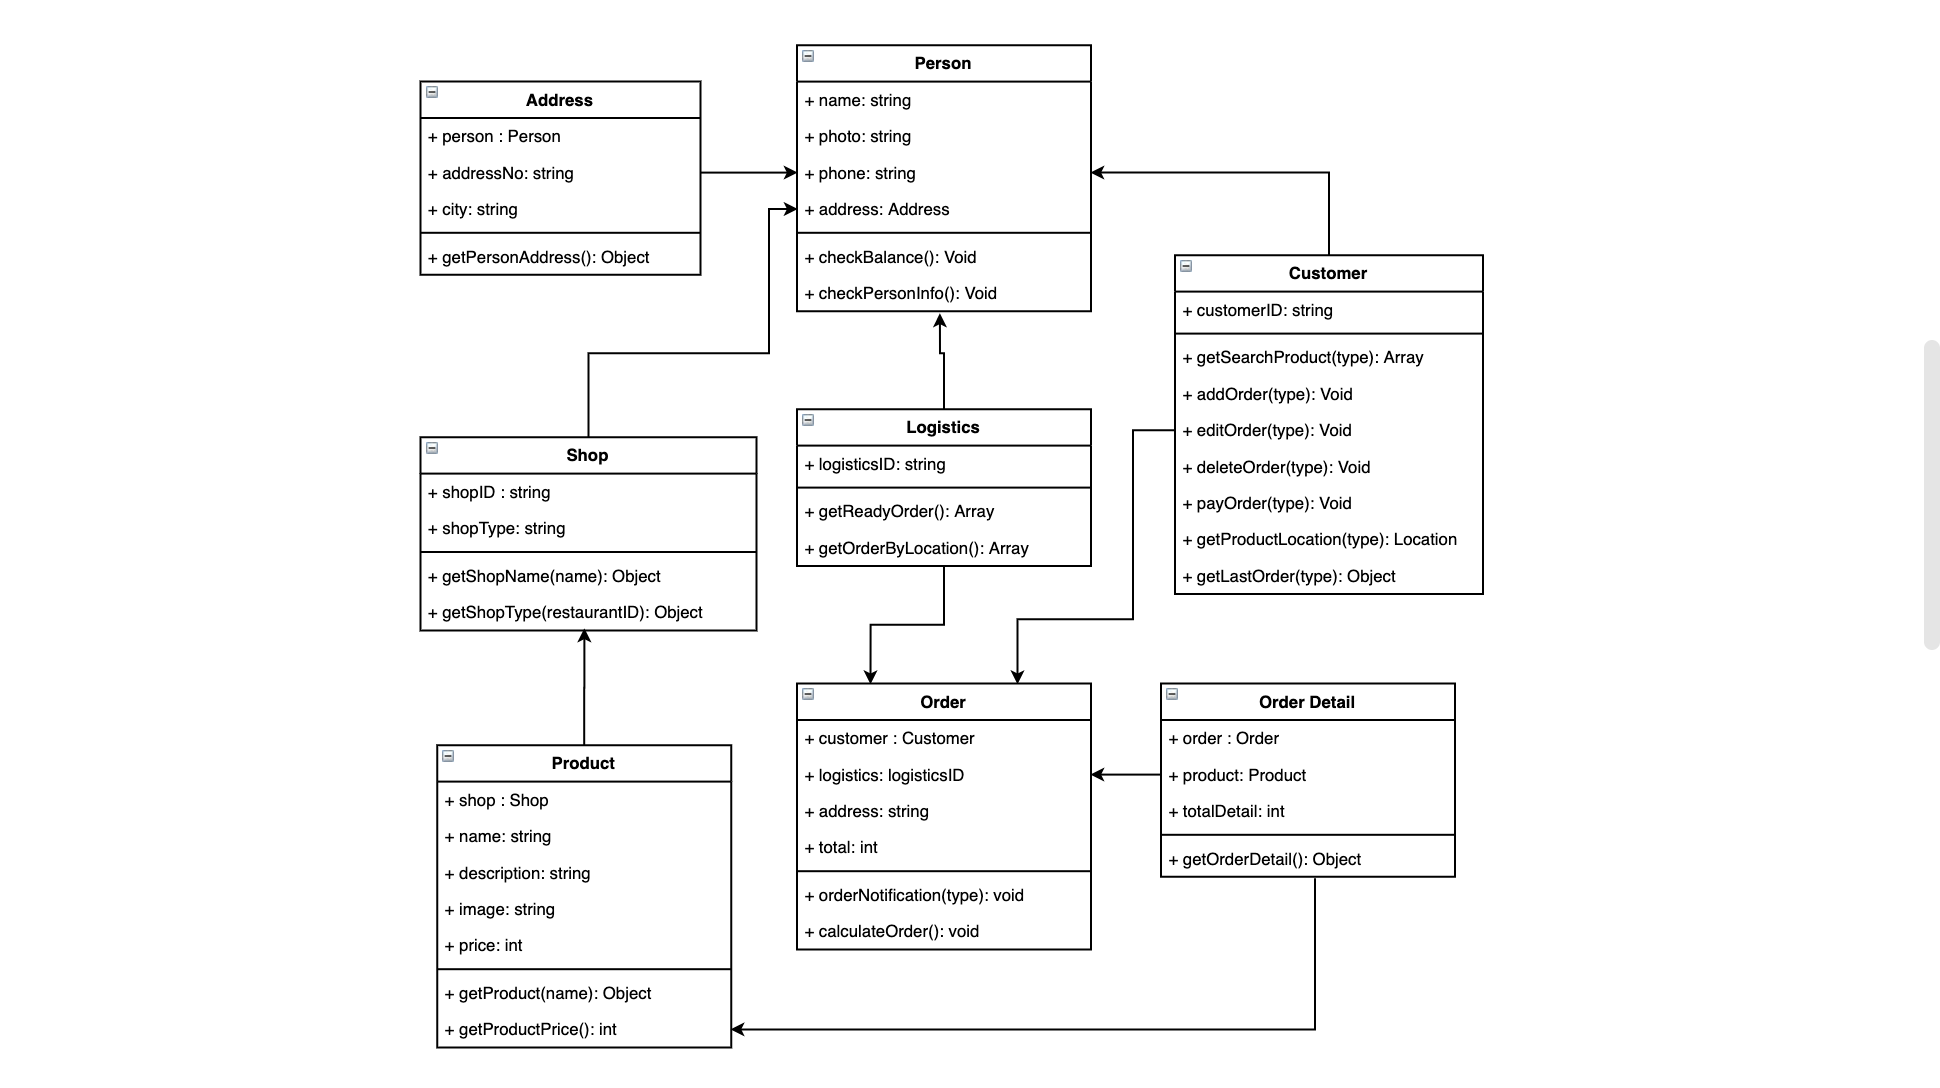 Person
+ name: string
+ photo: string
+ phone: string
+ address: Address
+ checkBalance(): Void
+ checkPersonInfo(): Void
Address
+ person : Person
+ addressNo: string
+ city: string
+ getPersonAddress(): Object
Customer
+ customerID: string
+ getSearchProduct(type): Array
+ addOrder(type): Void
+ editOrder(type): Void
+ deleteOrder(type): Void
+ payOrder(type): Void
+ getProductLocation(type): Location
+ getLastOrder(type): Object
Shop
+ shopID : string
+ shopType: string
+ getShopName(name): Object
+ getShopType(restaurantID): Object
Logistics
+ logisticsID: string
+ getReadyOrder(): Array
+ getOrderByLocation(): Array
Product
+ shop : Shop
+ name: string
+ description: string
+ image: string
+ price: int
+ getProduct(name): Object
+ getProductPrice(): int
Order
+ customer : Customer
+ logistics: logisticsID
+ address: string
+ total: int
+ orderNotification(type): void
+ calculateOrder(): void
Order Detail
+ order : Order
+ product: Product
+ totalDetail: int
+ getOrderDetail(): Object